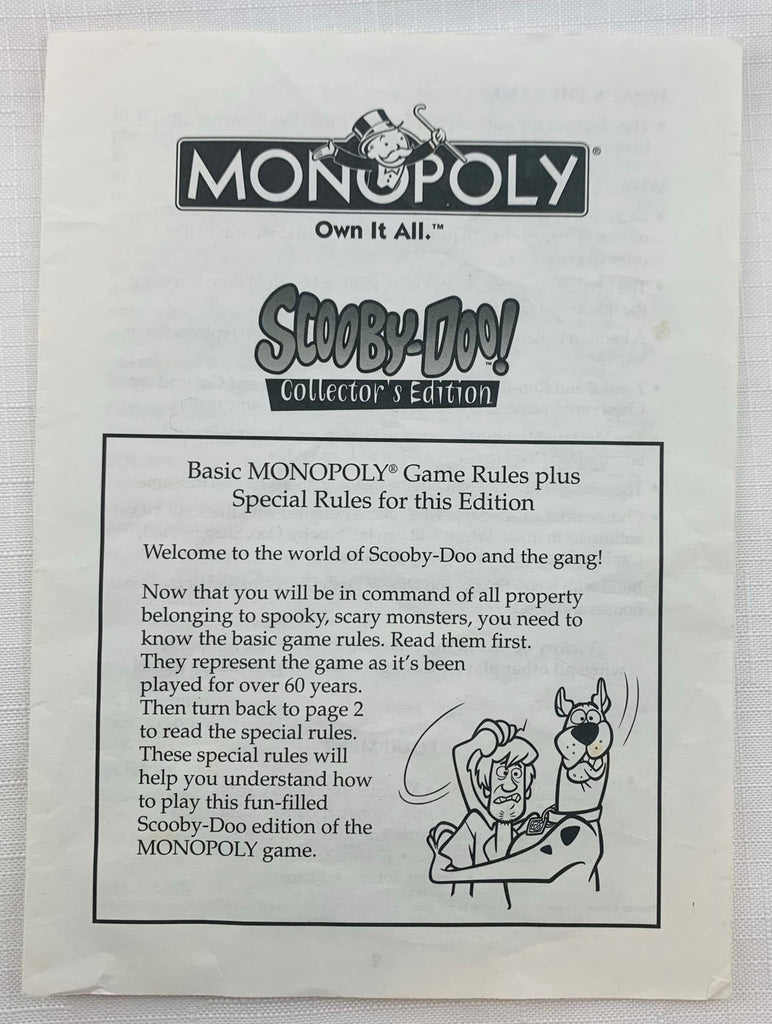 MONOPOLY®
Own It All.™
SCOOBY-DOO!™
Collector's Edition
Basic MONOPOLY® Game Rules plus
Special Rules for this Edition
Welcome to the world of Scooby-Doo and the gang!
Now that you will be in command of all property
belonging to spooky, scary monsters, you need to
know the basic game rules. Read them first.
They represent the game as it's been
played for over 60 years.
Then turn back to page 2
to read the special rules.
These special rules will
help you understand how
to play this fun-filled
Scooby-Doo edition of the
MONOPOLY game.